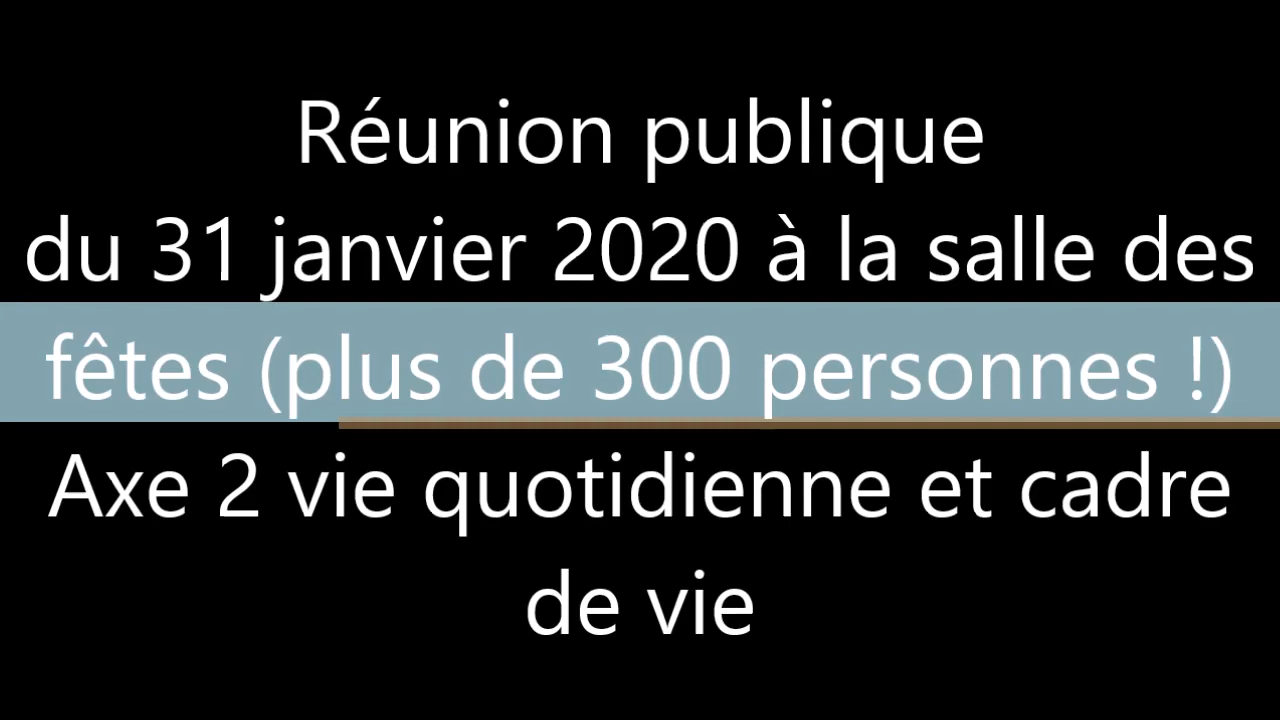 Réunion publique
du 31 janvier 2020 à la salle des
fêtes (plus de 300 personnes !)
Axe 2 vie quotidienne et cadre
de vie